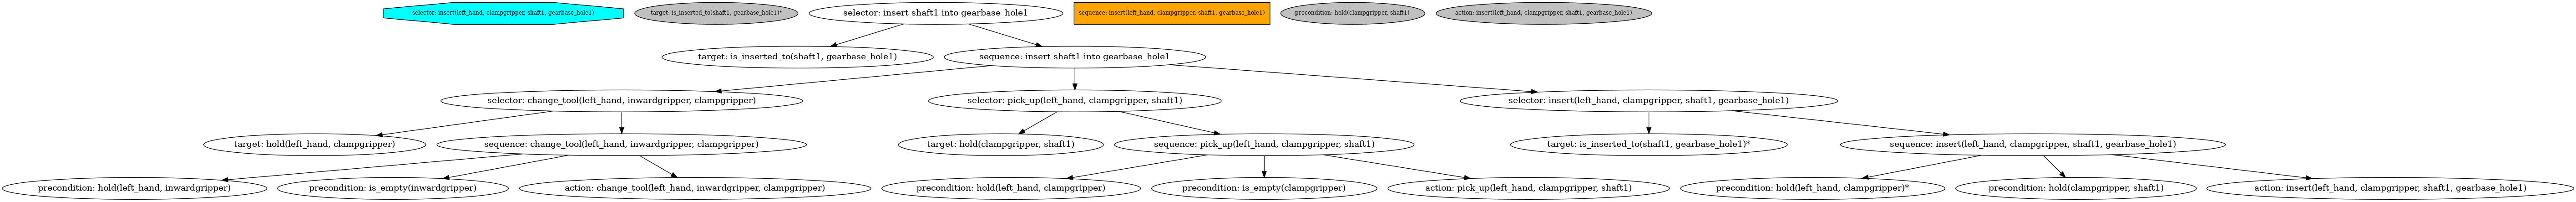 selector: insert(left_hand, clampgripper, shaft1, gearbase_hole1)
target: is_inserted_to(shaft1, gearbase_hole1)*
selector: insert shaft1 into gearbase_hole1
sequence: insert(left_hand, clampgripper, shaft1, gearbase_hole1)
precondition: hold(clampgripper, shaft1)
action: insert(left_hand, clampgripper, shaft1, gearbase_hole1)
target: is_inserted_to(shaft1, gearbase_hole1)
sequence: insert shaft1 into gearbase_hole1
selector: change_tool(left_hand, inwardgripper, clampgripper)
selector: pick_up(left_hand, clampgripper, shaft1)
selector: insert(left_hand, clampgripper, shaft1, gearbase_hole1)
target: hold(left_hand, clampgripper)
sequence: change_tool(left_hand, inwardgripper, clampgripper)
target: hold(clampgripper, shaft1)
sequence: pick_up(left_hand, clampgripper, shaft1)
target: is_inserted_to(shaft1, gearbase_hole1)*
sequence: insert(left_hand, clampgripper, shaft1, gearbase_hole1)
precondition: hold(left_hand, inwardgripper)
precondition: is_empty(inwardgripper)
action: change_tool(left_hand, inwardgripper, clampgripper)
precondition: hold(left_hand, clampgripper)
precondition: is_empty(clampgripper)
action: pick_up(left_hand, clampgripper, shaft1)
precondition: hold(left_hand, clampgripper)*
precondition: hold(clampgripper, shaft1)
action: insert(left_hand, clampgripper, shaft1, gearbase_hole1)